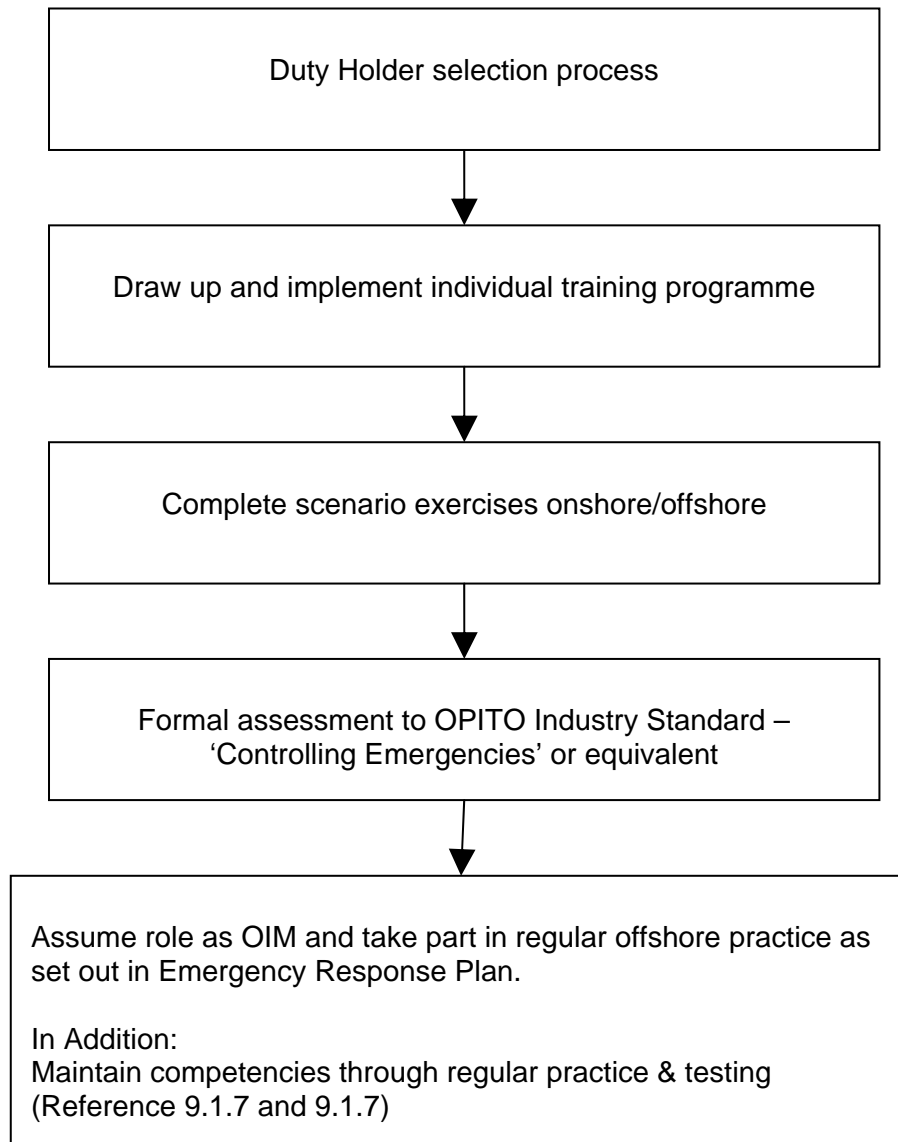 Duty Holder selection process
Draw up and implement individual training programme
Complete scenario exercises onshore/offshore
Formal assessment to OPITO Industry Standard –
‘Controlling Emergencies’ or equivalent
Assume role as OIM and take part in regular offshore practice as
set out in Emergency Response Plan.
In Addition:
Maintain competencies through regular practice & testing
(Reference 9.1.7 and 9.1.7)